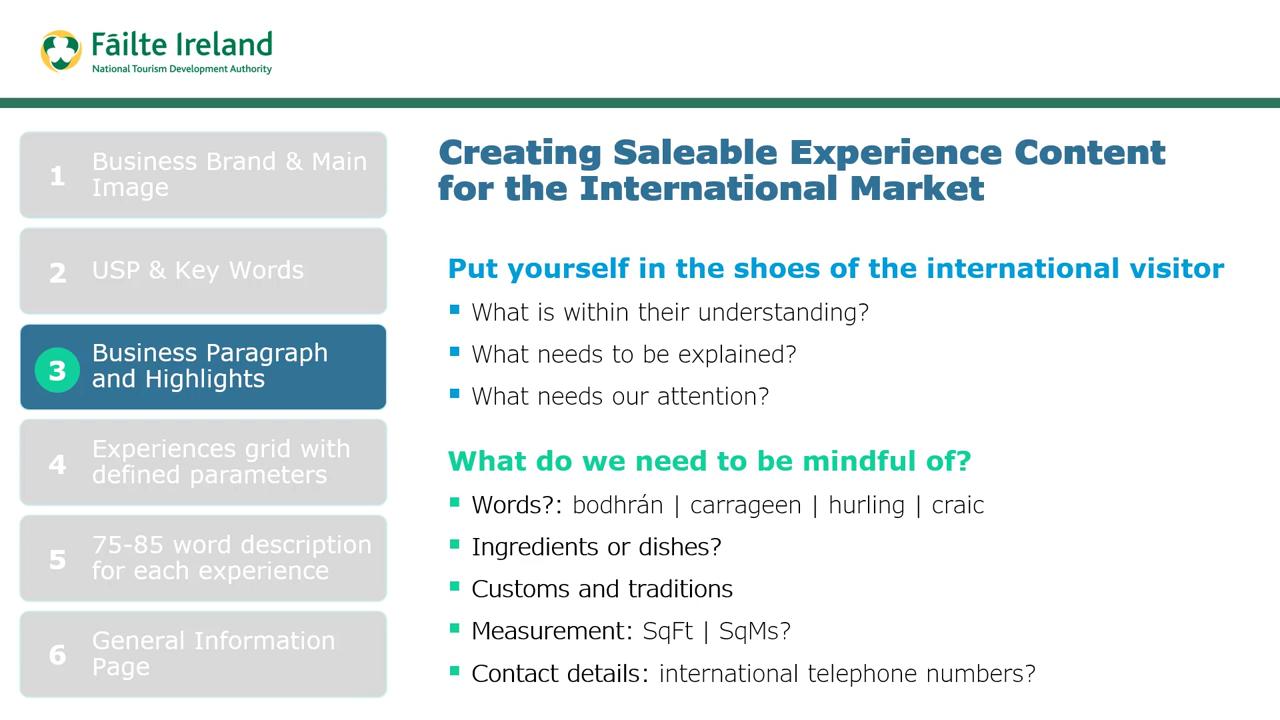 Fáilte Ireland
National Tourism Development Authority
1
Business Brand & Main
Image
2
USP & Key Words
3
Business Paragraph
and Highlights
4
Experiences grid with
defined parameters
5
75-85 word description
for each experience
6
General Information
Page
Creating Saleable Experience Content
for the International Market
Put yourself in the shoes of the international visitor
▪ What is within their understanding?
▪ What needs to be explained?
▪ What needs our attention?
What do we need to be mindful of?
▪ Words?: bodhrán | carrageen | hurling | craic
▪ Ingredients or dishes?
▪ Customs and traditions
▪ Measurement: SqFt | SqMs?
▪ Contact details: international telephone numbers?